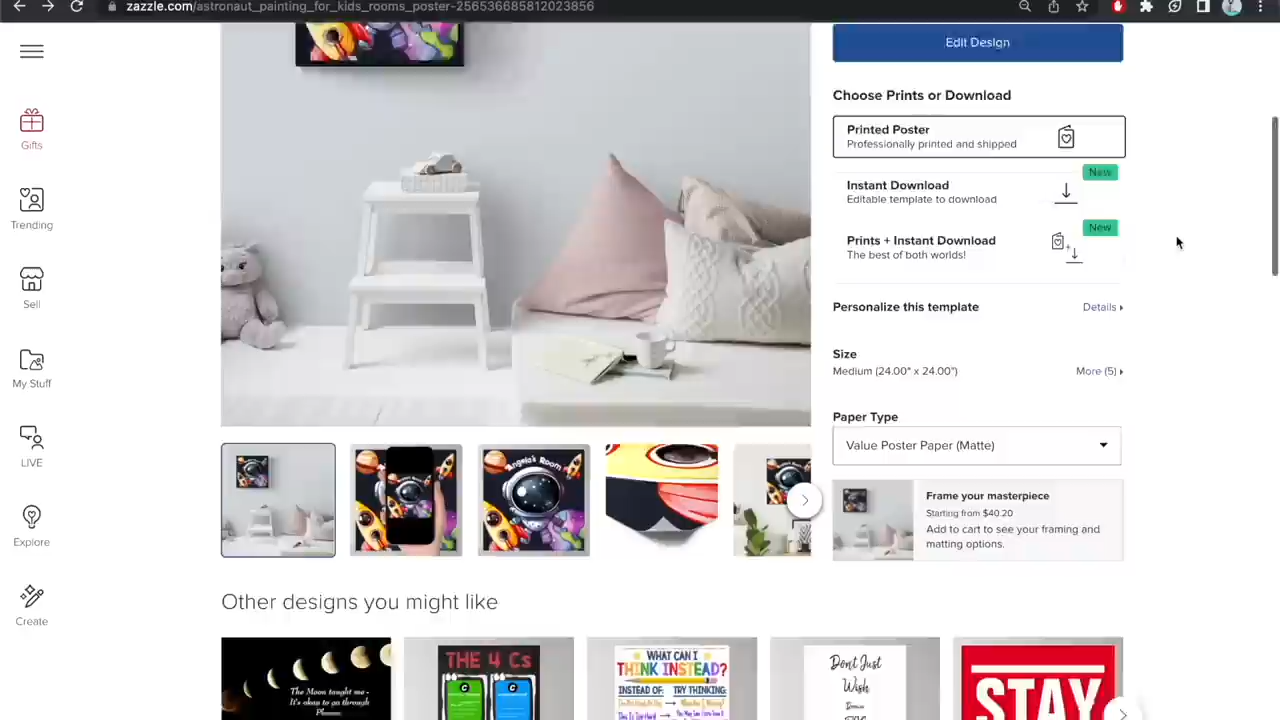 zazzle.com/astronaut_painting_for_kids_rooms_poster-256536685812023856
Gifts
Trending
Sell
My Stuff
LIVE
Explore
Create
Edit Design
Choose Prints or Download
Printed Poster
Professionally printed and shipped
New
Instant Download
Editable template to download
New
Prints + Instant Download
The best of both worlds!
Personalize this template
Details
Size
Medium (24.00" x 24.00")
More (5)
Paper Type
Value Poster Paper (Matte)
Frame your masterpiece
Starting from $40.20
Add to cart to see your framing and
matting options.
Angela's Room
Other designs you might like
The Moon taught me -
It's okay to go through
THE 4 Cs
C
C
WHAT CAN I
THINK INSTEAD?
INSTEAD OF: TRY THINKING:
Don't Just
Wish
STAY